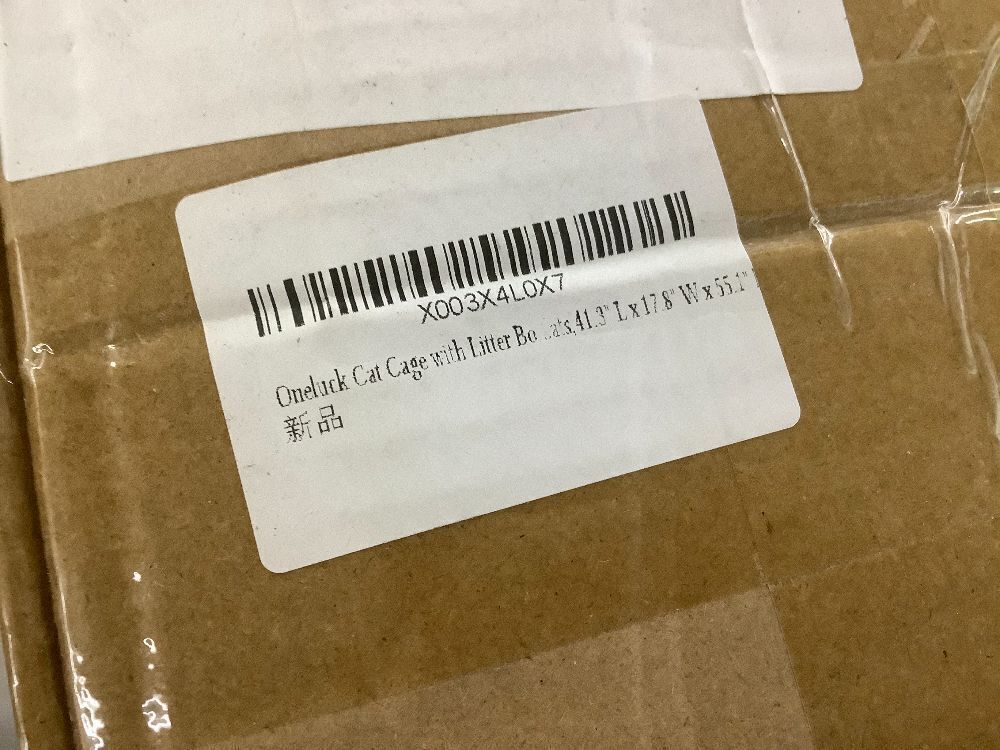 X003X4L0X7
Oneluck Cat Cage with Litter Bo...ats,41.3" L x 17.8" W x 55.1"
新品